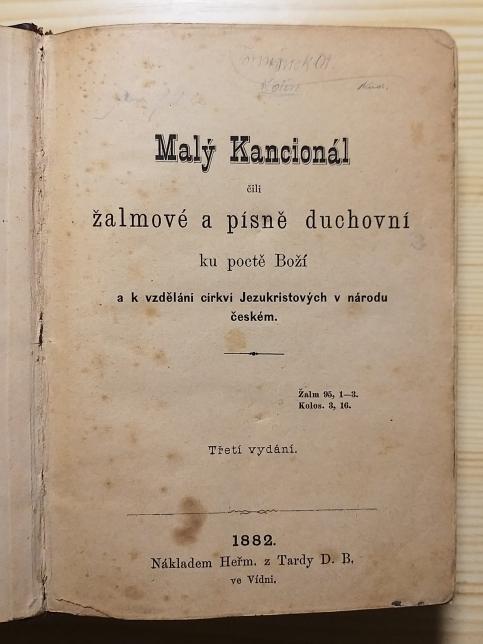 Malý Kancionál
čili
žalmové a písně duchovní
ku poctě Boží
a k vzdělání církví Jezukristových v národu
českém.
Žalm 95, 1—3.
Kolos. 3, 16.
Třetí vydání.
1882.
Nákladem Heřm. z Tardy D. B.
ve Vídni.